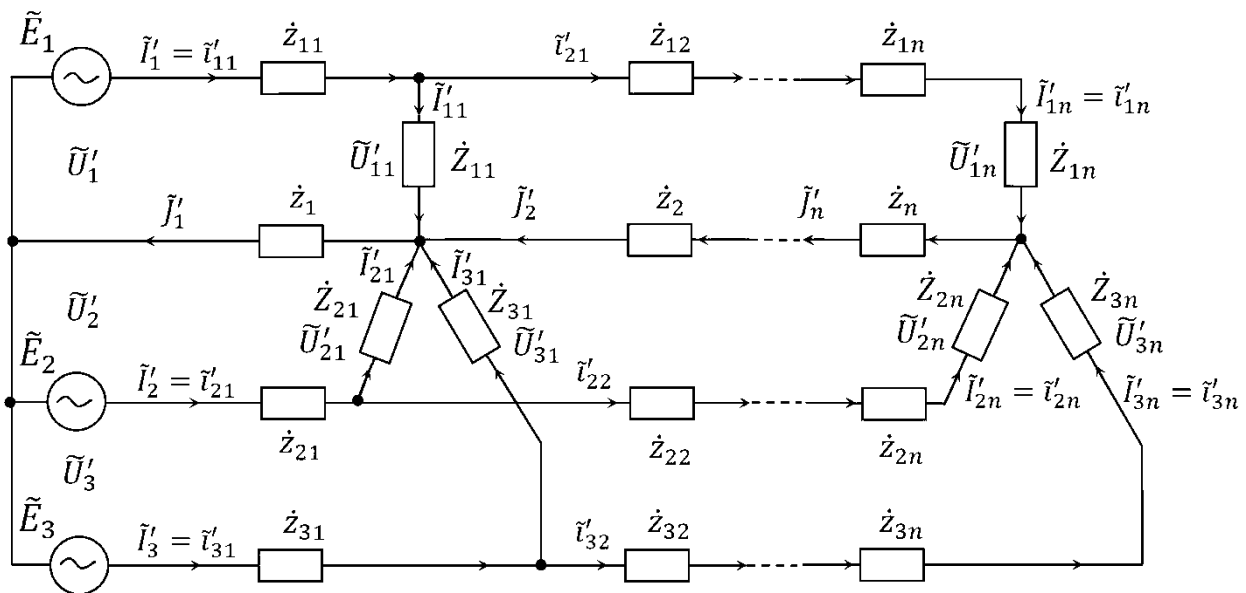 Ẽ₁ Ĩ′₁ = ĩ′₁₁ ż₁₁ ĩ′₂₁ ż₁₂ ż₁ₙ
Ĩ′₁₁ Ĩ′₁ₙ = ĩ′₁ₙ
Ũ′₁ Ũ′₁₁ Ż₁₁ Ũ′₁ₙ Ż₁ₙ
J̃′₁ ż₁ J̃′₂ ż₂ J̃′ₙ żₙ
Ĩ′₂₁ Ĩ′₃₁
Ũ′₂ Ż₂₁ Ż₃₁ Ż₂ₙ Ż₃ₙ
Ũ′₂₁ Ũ′₃₁ Ũ′₂ₙ Ũ′₃ₙ
Ẽ₂ Ĩ′₂ = ĩ′₂₁ ĩ′₂₂ Ĩ′₂ₙ = ĩ′₂ₙ Ĩ′₃ₙ = ĩ′₃ₙ
Ũ′₃ ż₂₁ ż₂₂ ż₂ₙ
Ẽ₃ Ĩ′₃ = ĩ′₃₁ ż₃₁ ĩ′₃₂ ż₃₂ ż₃ₙ